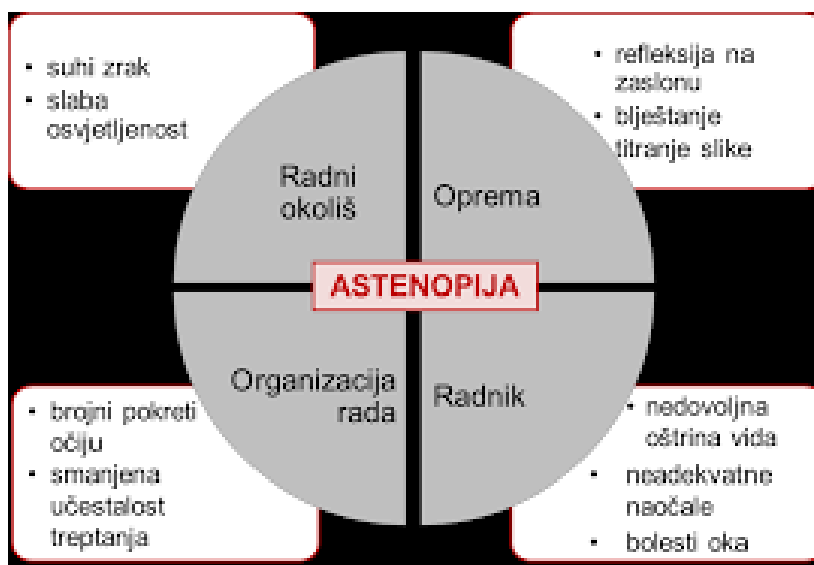 • suhi zrak
• slaba
osvjetljenost
• refleksija na
zaslonu
• blještanje
titranje slike
Radni
okoliš
Oprema
ASTENOPIJA
Organizacija
rada
Radnik
• brojni pokreti
očiju
• smanjena
učestalost
treptanja
• nedovoljna
oštrina vida
• neadekvatne
naočale
• bolesti oka